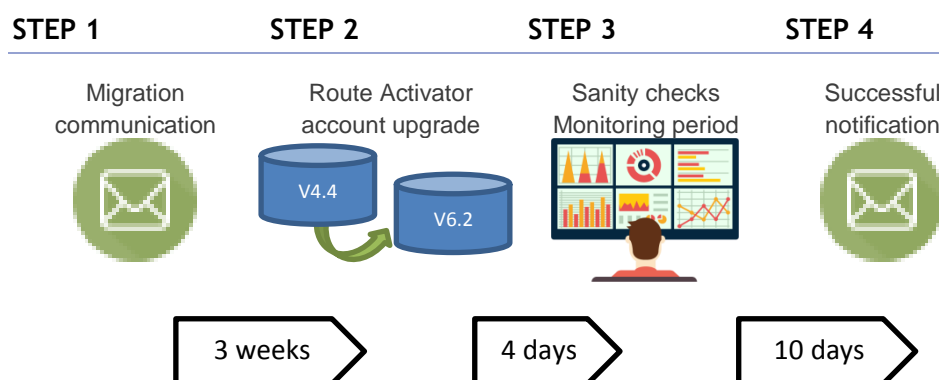 STEP 1 STEP 2 STEP 3 STEP 4
Migration
communication
Route Activator
account upgrade
Sanity checks
Monitoring period
Successful
notification
V4.4
V6.2
3 weeks
4 days
10 days